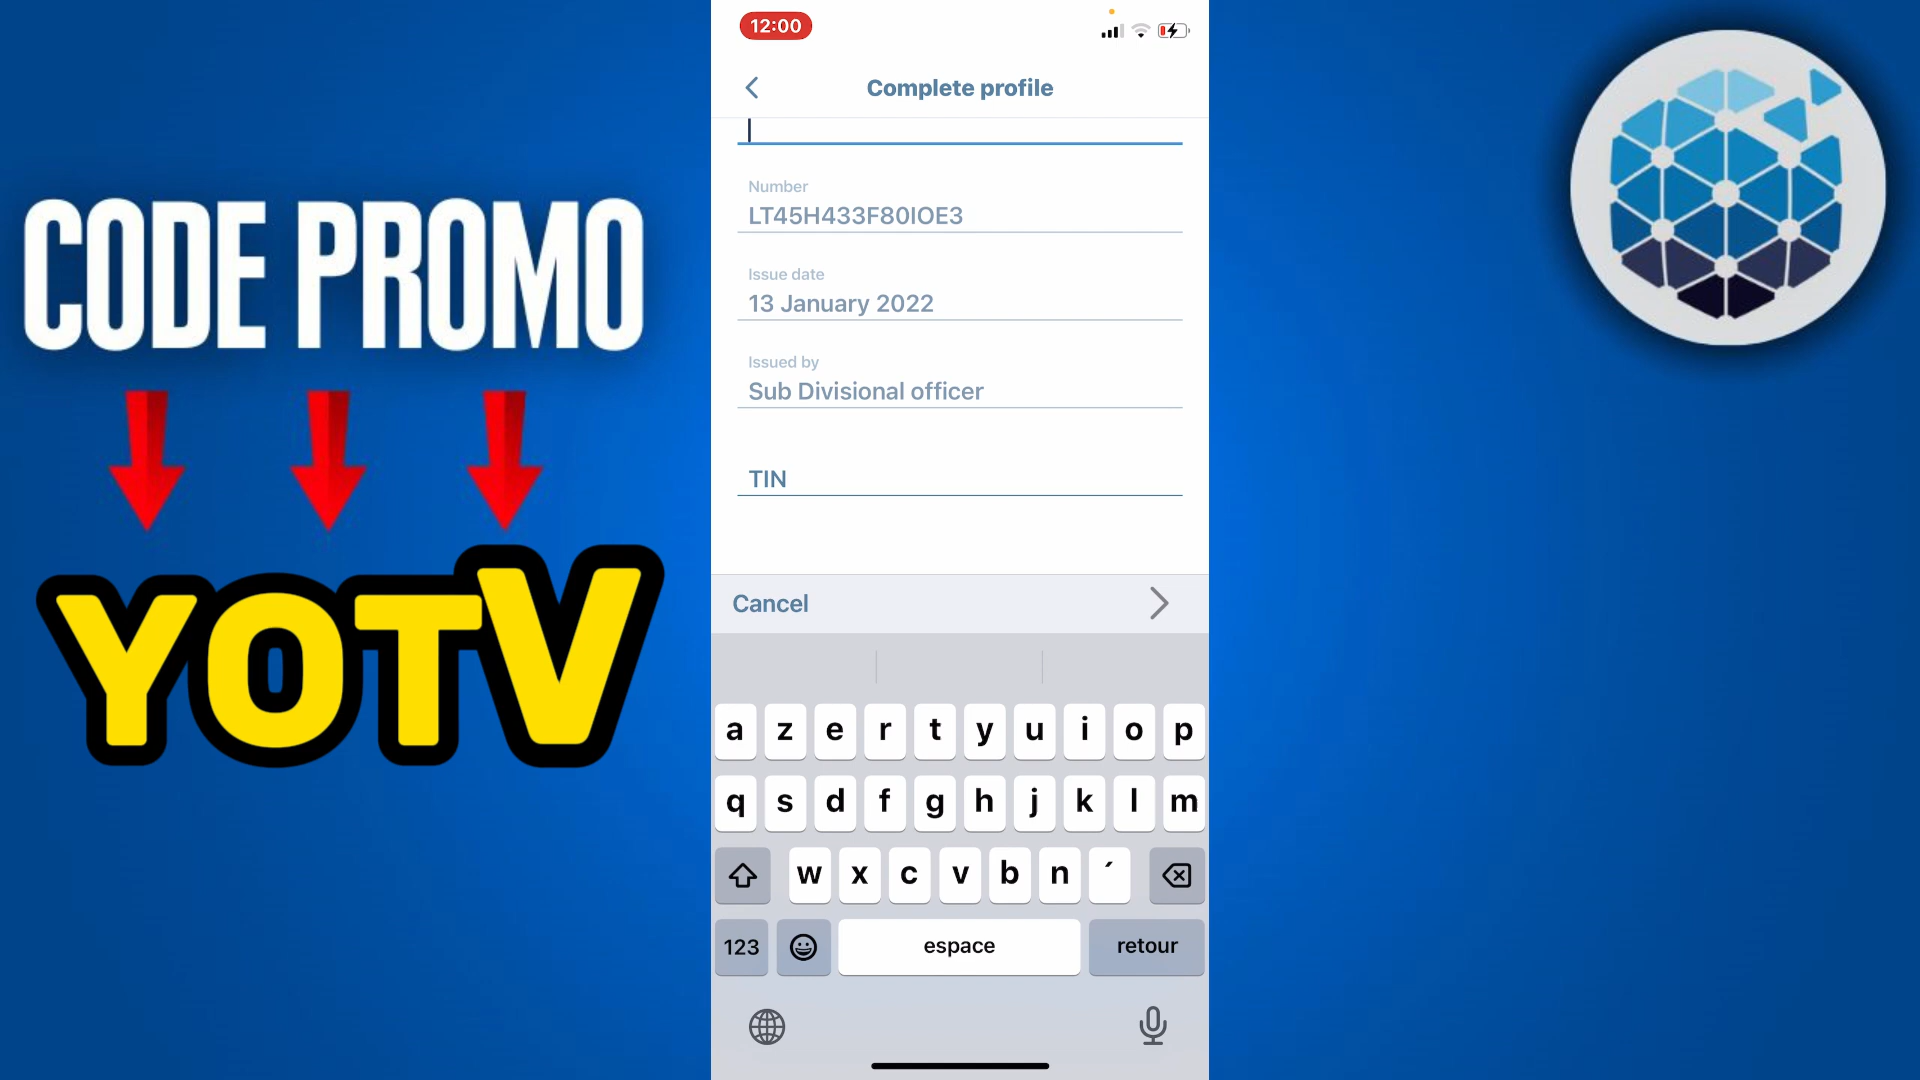 12:00
Complete profile
Number
LT45H433F80IOE3
Issue date
13 January 2022
Issued by
Sub Divisional officer
TIN
Cancel
a z e r t y u i o p
q s d f g h j k l m
w x c v b n ´
123 espace retour
CODE PROMO
YOTV